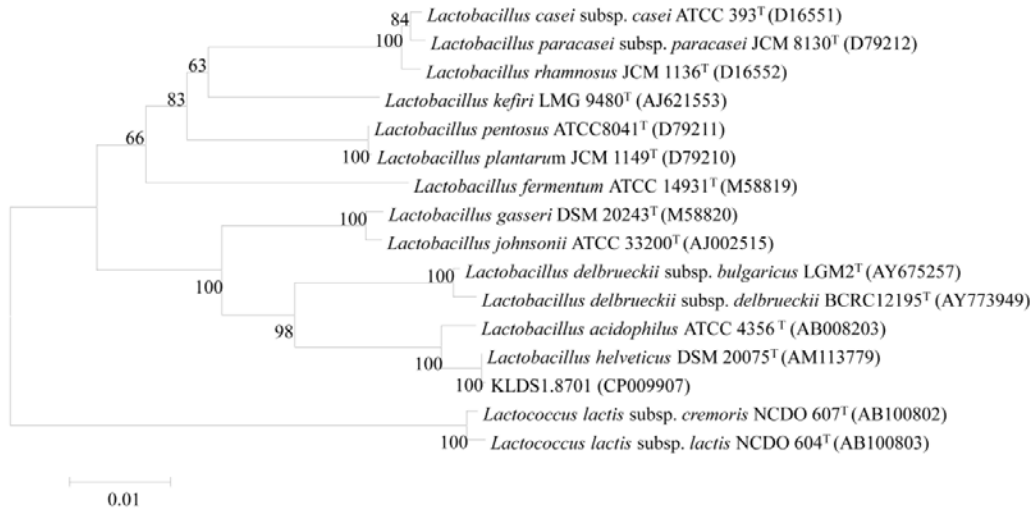 84 Lactobacillus casei subsp. casei ATCC 393ᵀ (D16551)
100 Lactobacillus paracasei subsp. paracasei JCM 8130ᵀ (D79212)
63 Lactobacillus rhamnosus JCM 1136ᵀ (D16552)
83 Lactobacillus kefiri LMG 9480ᵀ (AJ621553)
66 Lactobacillus pentosus ATCC8041ᵀ (D79211)
100 Lactobacillus plantarum JCM 1149ᵀ (D79210)
Lactobacillus fermentum ATCC 14931ᵀ (M58819)
100 Lactobacillus gasseri DSM 20243ᵀ (M58820)
Lactobacillus johnsonii ATCC 33200ᵀ (AJ002515)
100 100 Lactobacillus delbrueckii subsp. bulgaricus LGM2ᵀ (AY675257)
Lactobacillus delbrueckii subsp. delbrueckii BCRC12195ᵀ (AY773949)
98 Lactobacillus acidophilus ATCC 4356 ᵀ (AB008203)
100 Lactobacillus helveticus DSM 20075ᵀ (AM113779)
100 KLDS1.8701 (CP009907)
Lactococcus lactis subsp. cremoris NCDO 607ᵀ (AB100802)
100 Lactococcus lactis subsp. lactis NCDO 604ᵀ (AB100803)
0.01